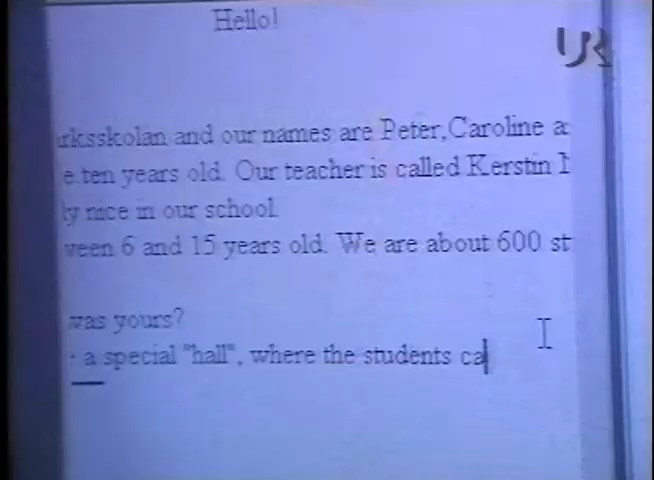 Hello!
UR
rksskolan and our names are Peter, Caroline a
e ten years old. Our teacher is called Kerstin
ly nice in our school.
ween 6 and 15 years old. We are about 600 st
was yours?
a special "hall", where the students ca